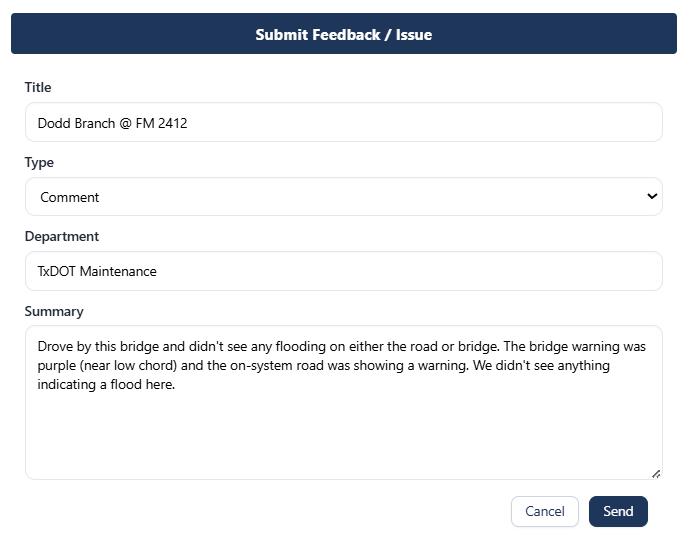 Submit Feedback / Issue
Title
Dodd Branch @ FM 2412
Type
Comment
Department
TxDOT Maintenance
Summary
Drove by this bridge and didn't see any flooding on either the road or bridge. The bridge warning was
purple (near low chord) and the on-system road was showing a warning. We didn't see anything
indicating a flood here.
Cancel
Send